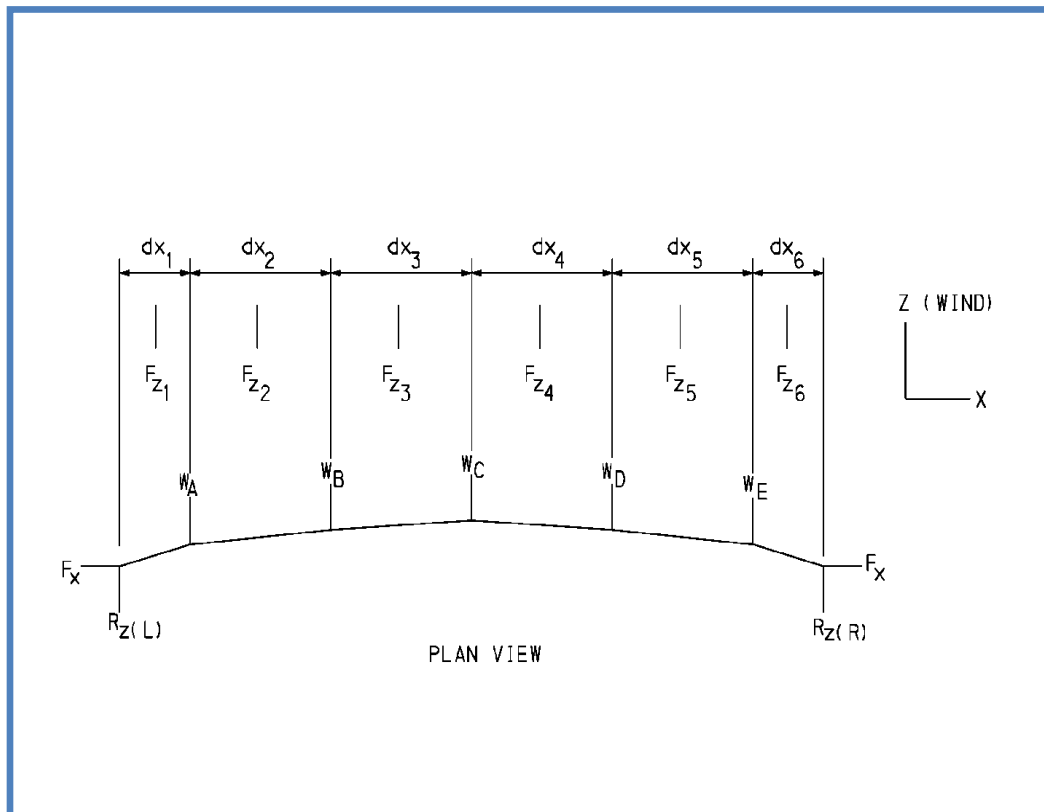 dx1 dx2 dx3 dx4 dx5 dx6
Z (WIND)
Fz1 Fz2 Fz3 Fz4 Fz5 Fz6
X
WA WB WC WD WE
Fx Fx
Rz(L) Rz(R)
PLAN VIEW